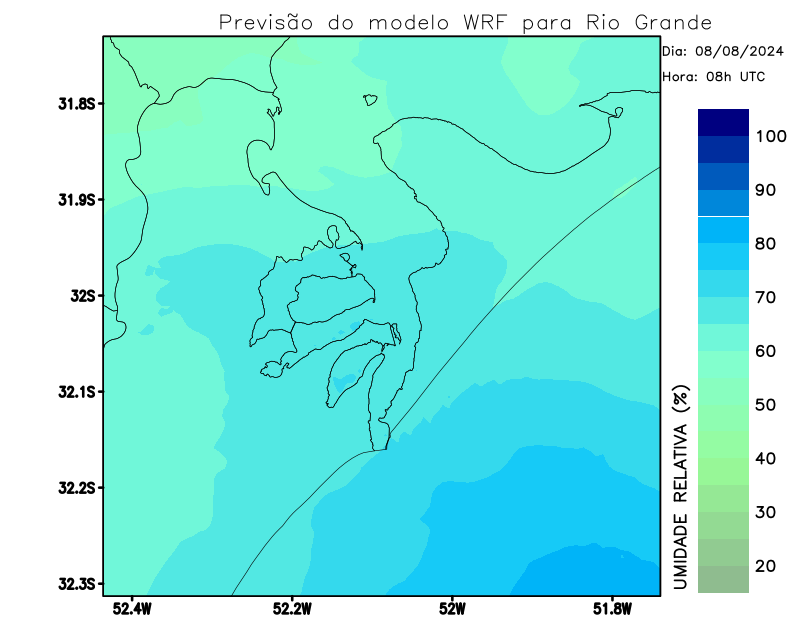 Previsão do modelo WRF para Rio Grande
Dia: 08/08/2024
Hora: 08h UTC
31.8S
31.9S
32S
32.1S
32.2S
32.3S
52.4W
52.2W
52W
51.8W
100
90
80
70
60
50
40
30
20
UMIDADE RELATIVA (%)